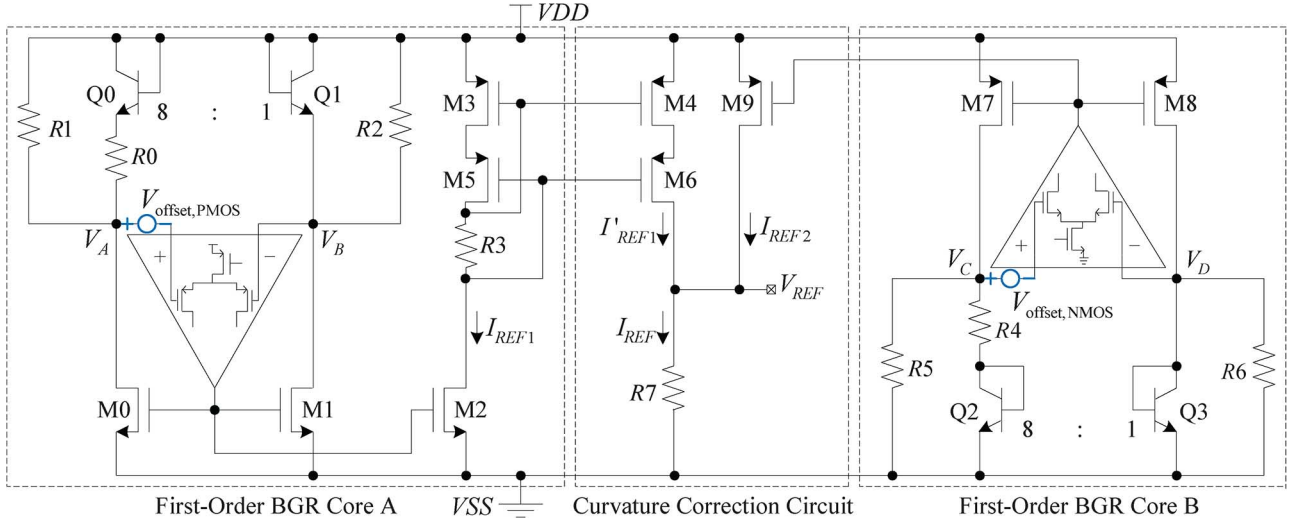 VDD
Q0
8
:
1
Q1
M3
M4
M9
M7
M8
R1
R0
R2
M5
M6
V_offset,PMOS
V_A
V_B
+
−
R3
I'_REF1
I_REF2
V_REF
I_REF1
I_REF
V_C
V_D
+
−
V_offset,NMOS
R4
R5
R6
R7
M0
M1
M2
Q2
8
:
1
Q3
First-Order BGR Core A
VSS
Curvature Correction Circuit
First-Order BGR Core B